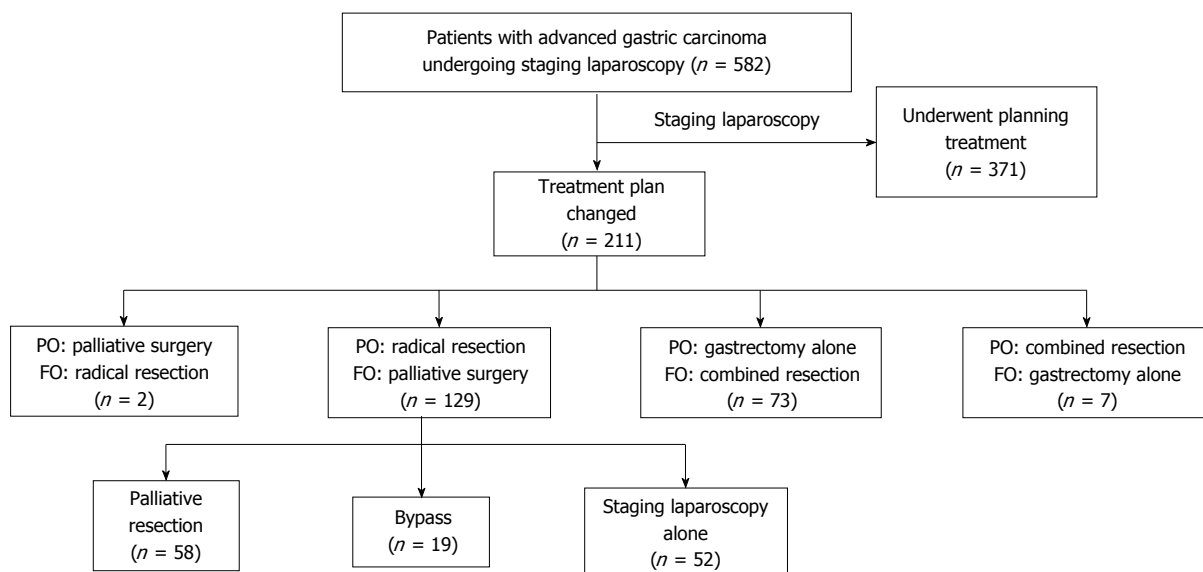 Patients with advanced gastric carcinoma
undergoing staging laparoscopy (n = 582)
Staging laparoscopy
Underwent planning
treatment
(n = 371)
Treatment plan
changed
(n = 211)
PO: palliative surgery
FO: radical resection
(n = 2)
PO: radical resection
FO: palliative surgery
(n = 129)
PO: gastrectomy alone
FO: combined resection
(n = 73)
PO: combined resection
FO: gastrectomy alone
(n = 7)
Palliative
resection
(n = 58)
Bypass
(n = 19)
Staging laparoscopy
alone
(n = 52)